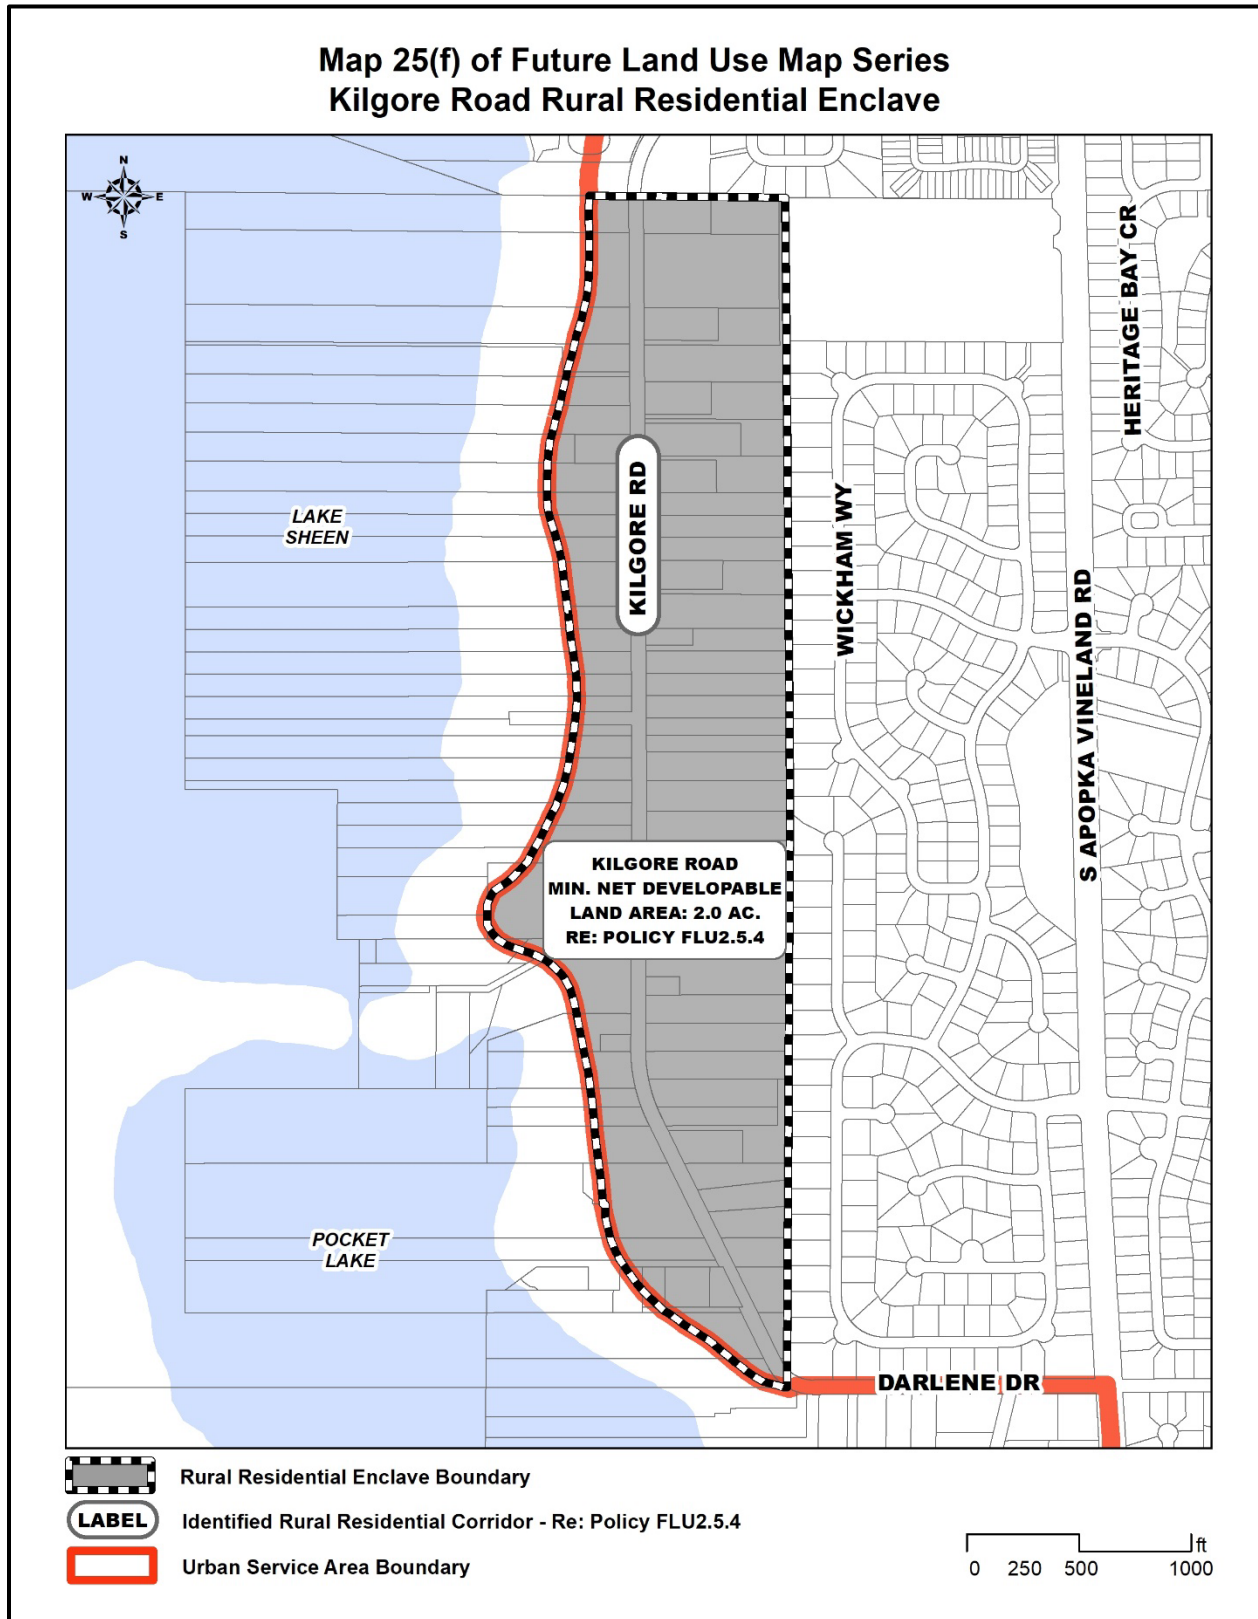 Map 25(f) of Future Land Use Map Series
Kilgore Road Rural Residential Enclave
N
W E
S
HERITAGE BAY CR
KILGORE RD
WICKHAM WY
LAKE
SHEEN
S APOPKA VINELAND RD
KILGORE ROAD
MIN. NET DEVELOPABLE
LAND AREA: 2.0 AC.
RE: POLICY FLU2.5.4
POCKET
LAKE
DARLENE DR
Rural Residential Enclave Boundary
LABEL Identified Rural Residential Corridor - Re: Policy FLU2.5.4
Urban Service Area Boundary
ft
0 250 500 1000